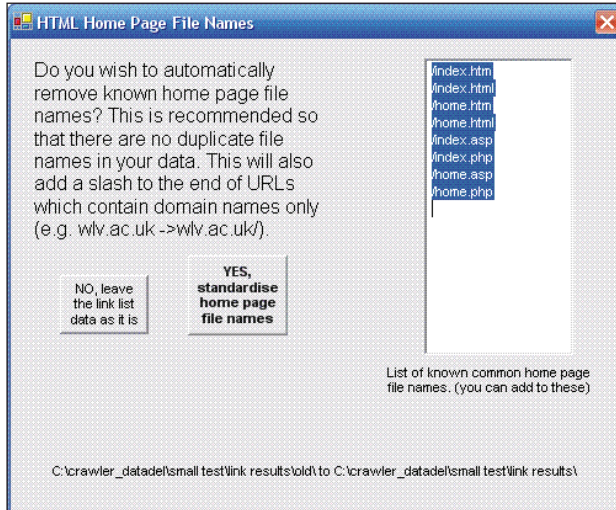 HTML Home Page File Names
Do you wish to automatically
remove known home page file
names? This is recommended so
that there are no duplicate file
names in your data. This will also
add a slash to the end of URLs
which contain domain names only
(e.g. wlv.ac.uk ->wlv.ac.uk/).
NO, leave
the link list
data as it is
YES,
standardise
home page
file names
/index.htm
/index.html
/home.htm
/home.html
/index.asp
/index.php
/home.asp
/home.php
List of known common home page
file names. (you can add to these)
C:\crawler_datadel\small test\link results\old\ to C:\crawler_datadel\small test\link results\